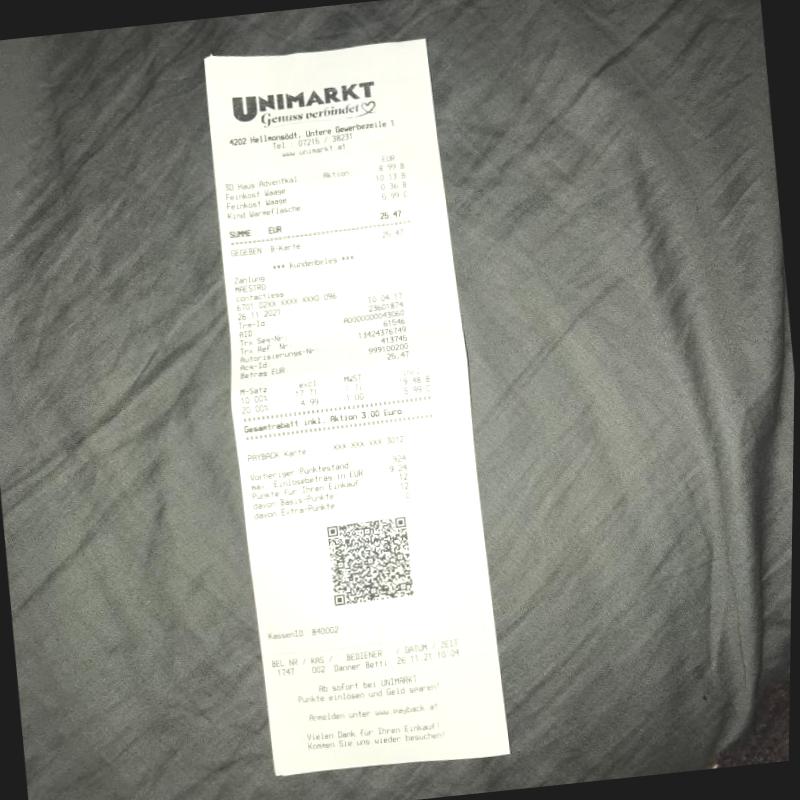 UNIMARKT
Genuss verbindet
4202 Hellmonsödt, Untere Gewerbezeile 1
Tel.: 07215 / 38231
www.unimarkt.at
EUR
3D Haus Adventkal Aktion 8.99 B
Feinkost Waage 10.13 B
Feinkost Waage 0.36 B
Kind Wärmeflasche 5.99 C
SUMME EUR 25.47
GEGEBEN B-Karte 25.47
*** Kundenbeleg ***
Zahlung
MAESTRO
contactless
6701 02XX XXXX XXX0 096
26.11.2021 10:04:17
Trm-Id 23601874
AID A0000000043060
Trx Seq-Nr 61546
Trx Ref. Nr 13424376749
Autorisierungs-Nr 413745
Acq-Id 999100200
Betrag EUR 25.47
M-Satz excl. MWST
10.00% 17.71 1.77 19.48 B
20.00% 4.99 1.00 5.99 C
Gesamtrabatt inkl. Aktion 3.00 Euro
PAYBACK Karte XXX XXX XXX 3012
Vorheriger Punktestand 924
max. Einlösebetrag in EUR 9.24
Punkte für Ihren Einkauf 12
davon Basis-Punkte 12
davon Extra-Punkte
KassenID: 840002
BEL NR / KAS / BEDIENER / DATUM / ZEIT
1747 002 Danner Betti 26.11.21 10:04
Ab sofort bei UNIMARKT
Punkte einlösen und Geld sparen!
Anmelden unter www.payback.at
Vielen Dank für Ihren Einkauf!
Kommen Sie uns wieder besuchen!